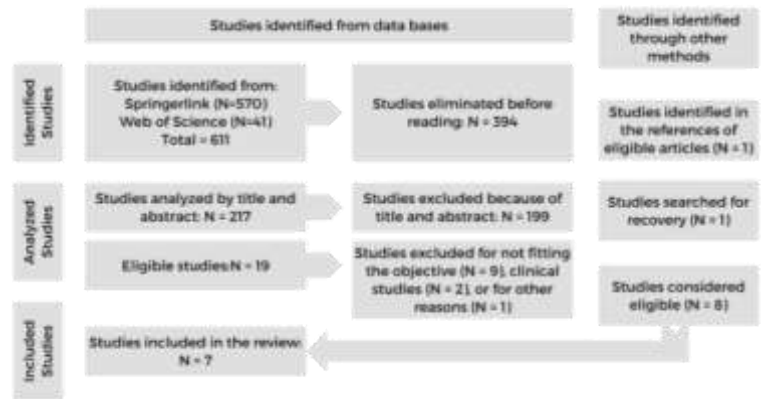 Studies identified from data bases
Studies identified
through other
methods
Identified
Studies
Studies identified from:
Springerlink (N=570)
Web of Science (N=41)
Total = 611
Studies eliminated before
reading: N = 394
Studies identified in
the references of
eligible articles (N = 1)
Analyzed
Studies
Studies analyzed by title and
abstract: N = 217
Studies excluded because of
title and abstract: N = 199
Studies searched for
recovery (N = 1)
Eligible studies:N = 19
Studies excluded for not fitting
the objective (N = 9), clinical
studies (N = 2), or for other
reasons (N = 1)
Studies considered
eligible (N = 8)
Included
Studies
Studies included in the review:
N = 7